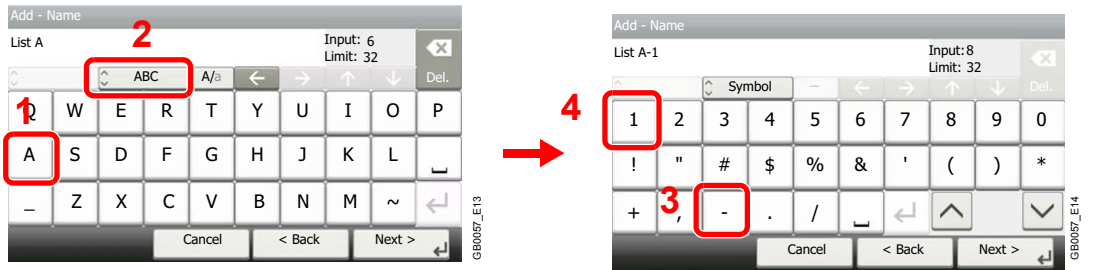 Add - Name
List A
Input: 6
Limit: 32
2
ABC
A/a
Del.
1
Q W E R T Y U I O P
A S D F G H J K L
_ Z X C V B N M ~
Cancel < Back Next >
GB0057_E13
Add - Name
List A-1
Input: 8
Limit: 32
Symbol
Del.
4
1 2 3 4 5 6 7 8 9 0
! " # $ % & ' ( ) *
3
+ , - . /
Cancel < Back Next >
GB0057_E14